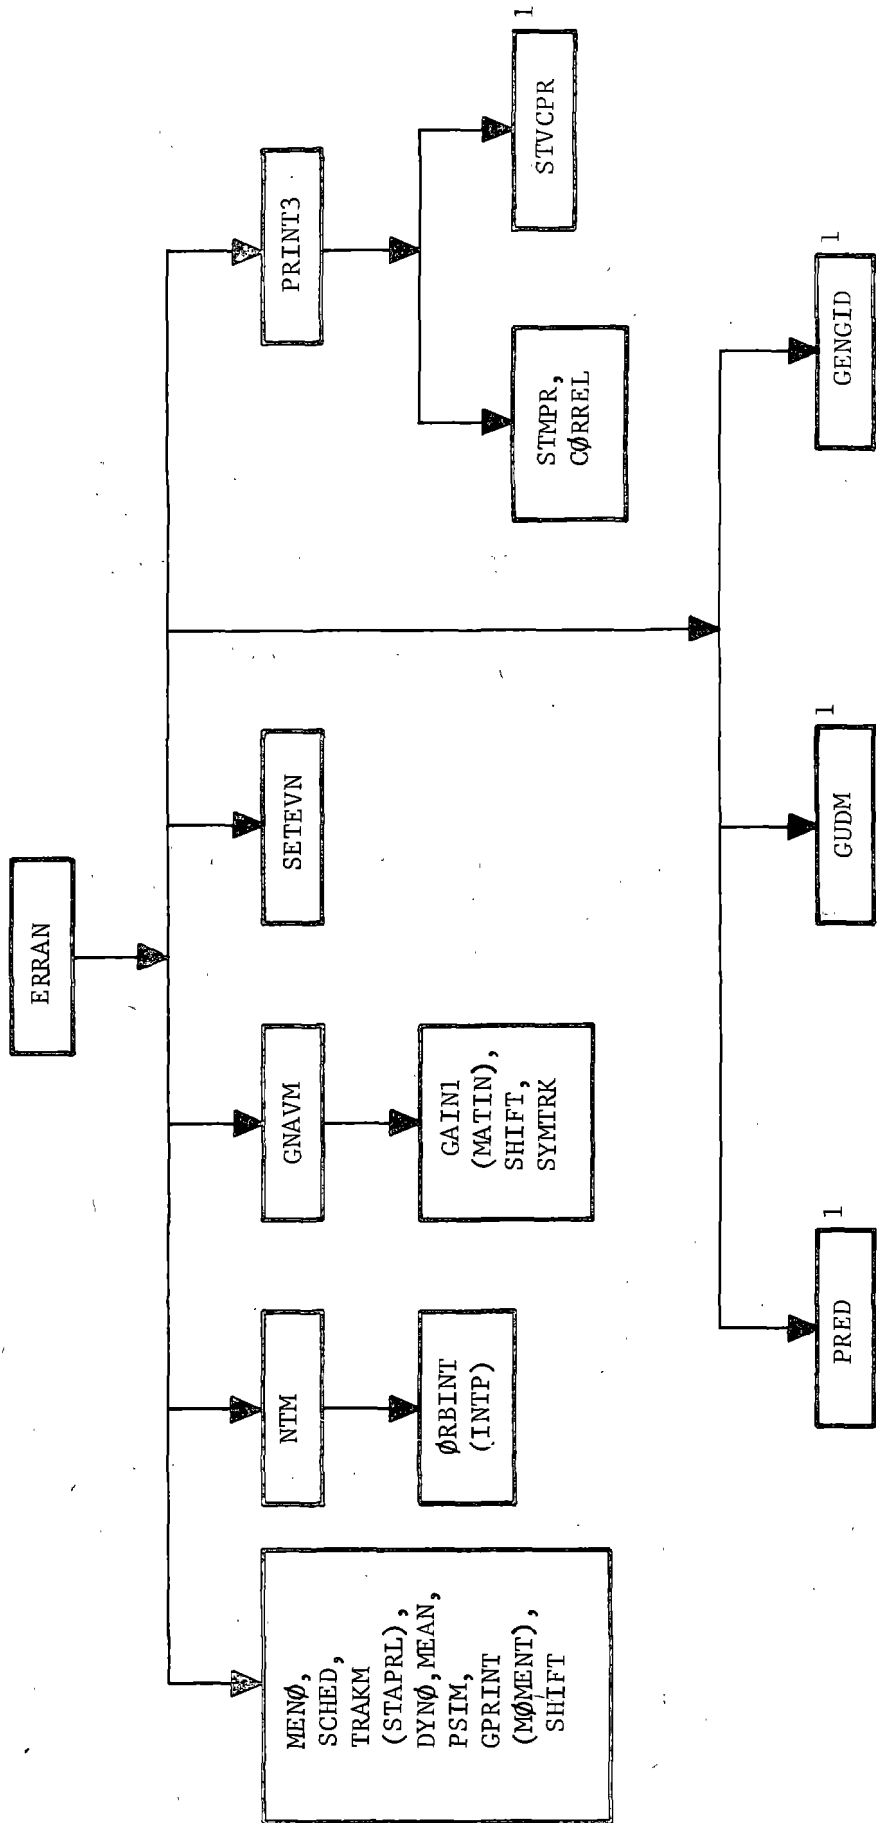 ERRAN
MENØ,
SCHED,
TRAKM
(STAPRL),
DYNØ,MEAN,
PSIM,
GPRINT
(MØMENT),
SHIFT
NTM
ØRBINT
(INTP)
GNAVM
GAIN1
(MATIN),
SHIFT,
SYMTRK
SETEVN
PRINT3
STMPR,
CØRREL
STVCPR
1
PRED
1
GUDM
1
GENGID
1